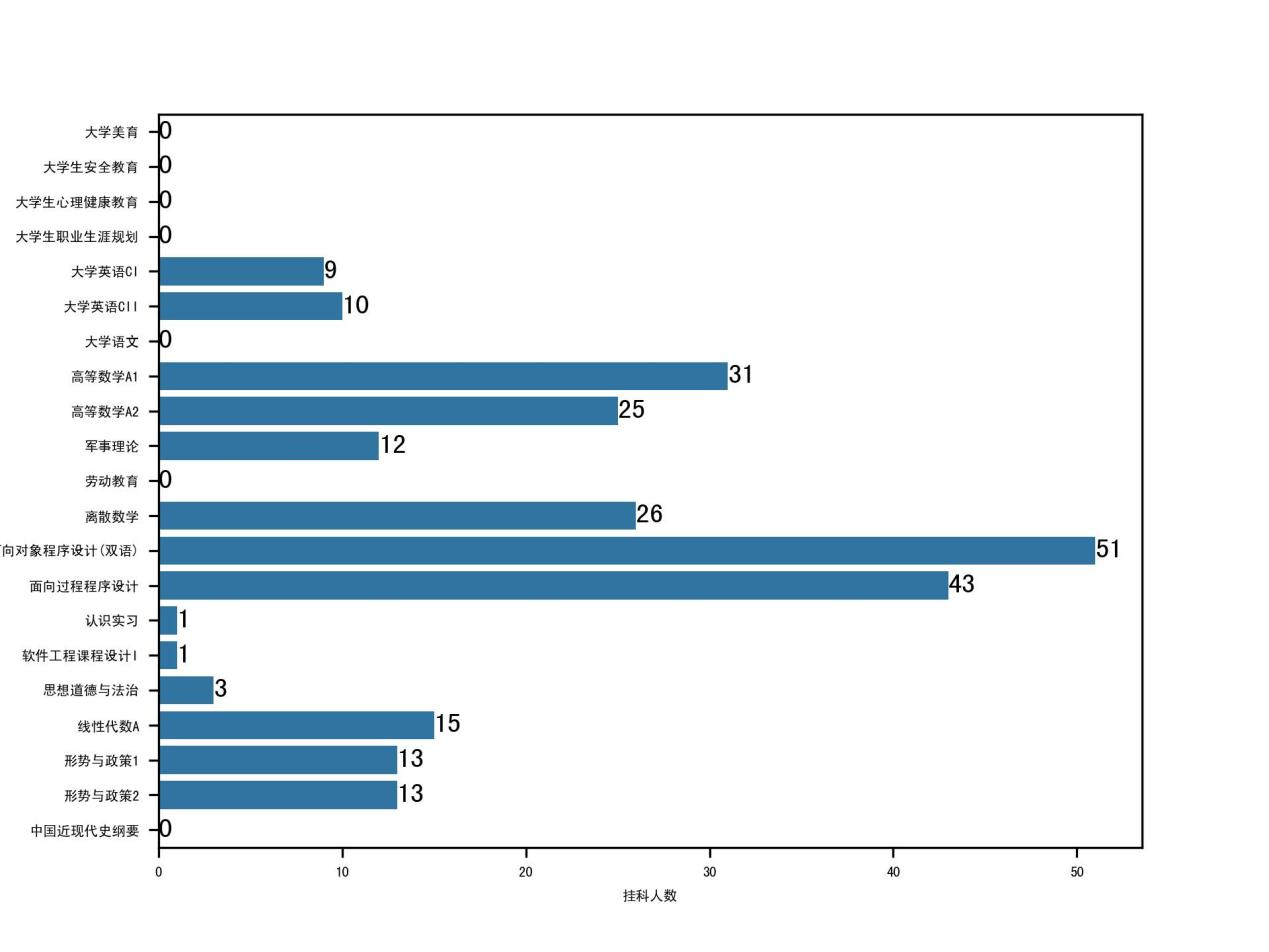 大学美育 0
大学生安全教育 0
大学生心理健康教育 0
大学生职业生涯规划 0
大学英语CI 9
大学英语CII 10
大学语文 0
高等数学A1 31
高等数学A2 25
军事理论 12
劳动教育 0
离散数学 26
向对象程序设计(双语) 51
面向过程程序设计 43
认识实习 1
软件工程课程设计I 1
思想道德与法治 3
线性代数A 15
形势与政策1 13
形势与政策2 13
中国近现代史纲要 0
0 10 20 30 40 50
挂科人数